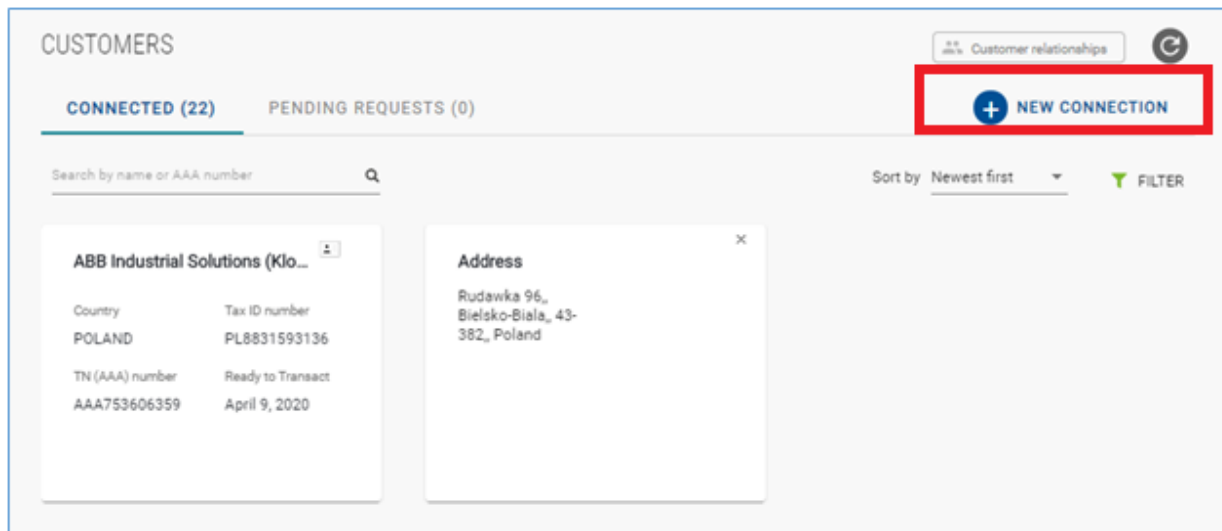 CUSTOMERS
Customer relationships
CONNECTED (22)
PENDING REQUESTS (0)
NEW CONNECTION
Search by name or AAA number
Sort by Newest first
FILTER
ABB Industrial Solutions (Klo...
Country
Tax ID number
POLAND
PL8831593136
TN (AAA) number
Ready to Transact
AAA753606359
April 9, 2020
Address
Rudawka 96,,
Bielsko-Biala,, 43-
382,, Poland